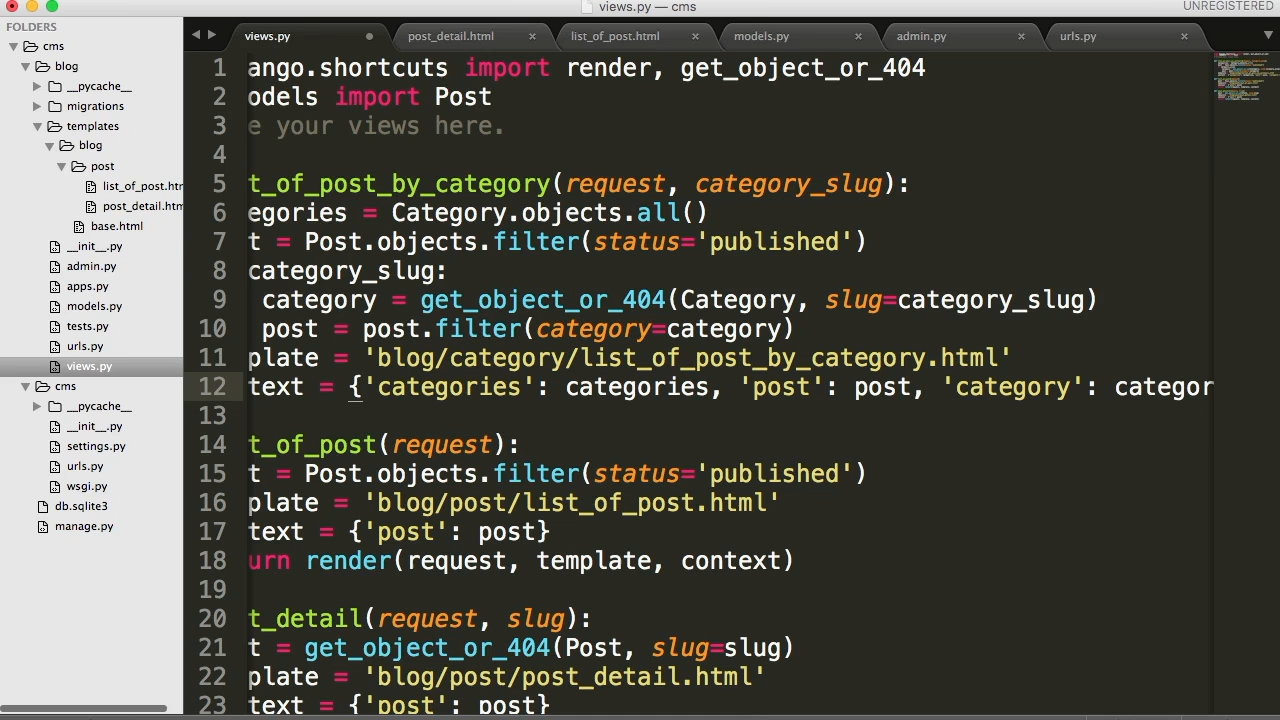 views.py — cms
UNREGISTERED
FOLDERS
cms
blog
__pycache__
migrations
templates
blog
post
list_of_post.htm
post_detail.htm
base.html
__init__.py
admin.py
apps.py
models.py
tests.py
urls.py
views.py
cms
__pycache__
__init__.py
settings.py
urls.py
wsgi.py
db.sqlite3
manage.py
views.py
post_detail.html
list_of_post.html
models.py
admin.py
urls.py
1 ango.shortcuts import render, get_object_or_404
2 odels import Post
3 e your views here.
4
5 t_of_post_by_category(request, category_slug):
6 egories = Category.objects.all()
7 t = Post.objects.filter(status='published')
8 category_slug:
9 category = get_object_or_404(Category, slug=category_slug)
10 post = post.filter(category=category)
11 plate = 'blog/category/list_of_post_by_category.html'
12 text = {'categories': categories, 'post': post, 'category': categor
13
14 t_of_post(request):
15 t = Post.objects.filter(status='published')
16 plate = 'blog/post/list_of_post.html'
17 text = {'post': post}
18 urn render(request, template, context)
19
20 t_detail(request, slug):
21 t = get_object_or_404(Post, slug=slug)
22 plate = 'blog/post/post_detail.html'
23 text = {'post': post}